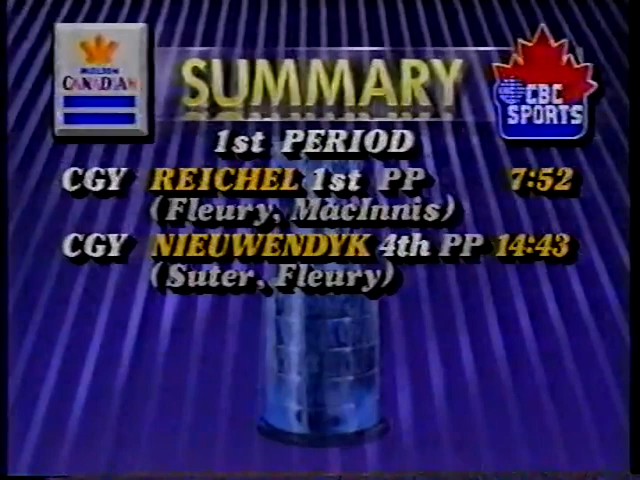 MOLSON
CANADIAN
SUMMARY
CBC
SPORTS
1st PERIOD
CGY REICHEL 1st PP 7:52
(Fleury, MacInnis)
CGY NIEUWENDYK 4th PP 14:43
(Suter, Fleury)